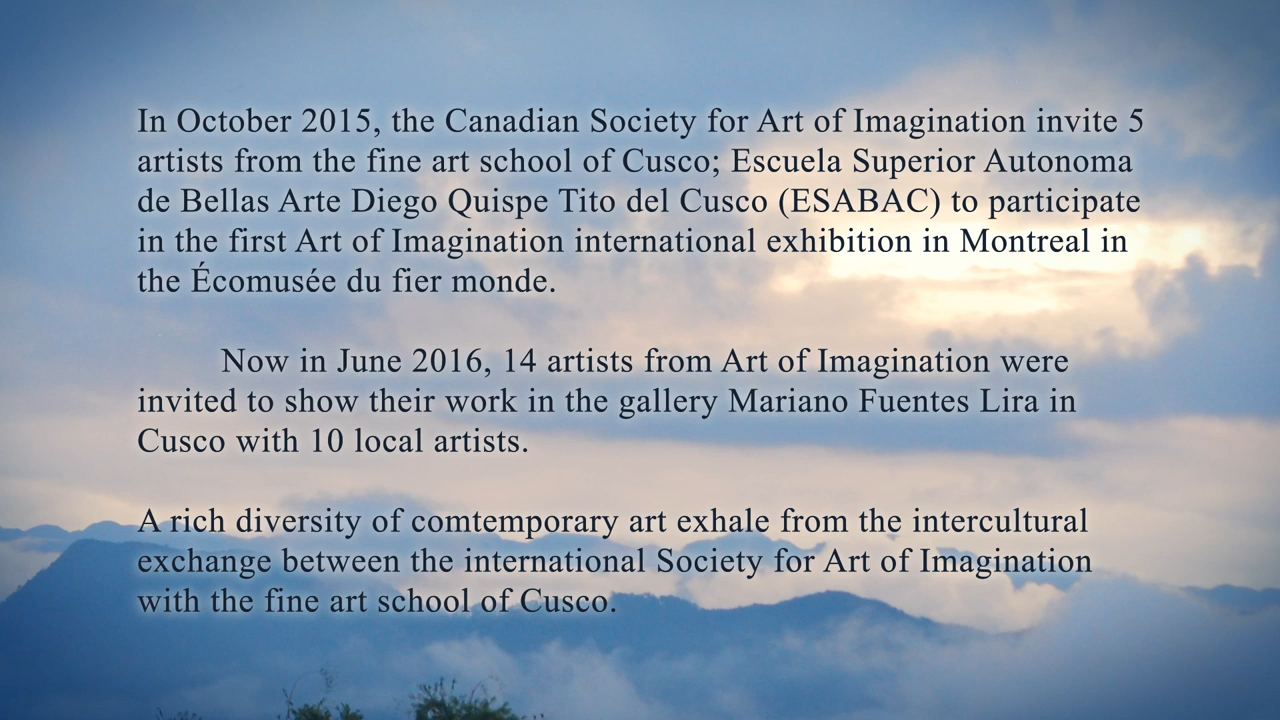 In October 2015, the Canadian Society for Art of Imagination invite 5
artists from the fine art school of Cusco; Escuela Superior Autonoma
de Bellas Arte Diego Quispe Tito del Cusco (ESABAC) to participate
in the first Art of Imagination international exhibition in Montreal in
the Écomusée du fier monde.
Now in June 2016, 14 artists from Art of Imagination were
invited to show their work in the gallery Mariano Fuentes Lira in
Cusco with 10 local artists.
A rich diversity of comtemporary art exhale from the intercultural
exchange between the international Society for Art of Imagination
with the fine art school of Cusco.